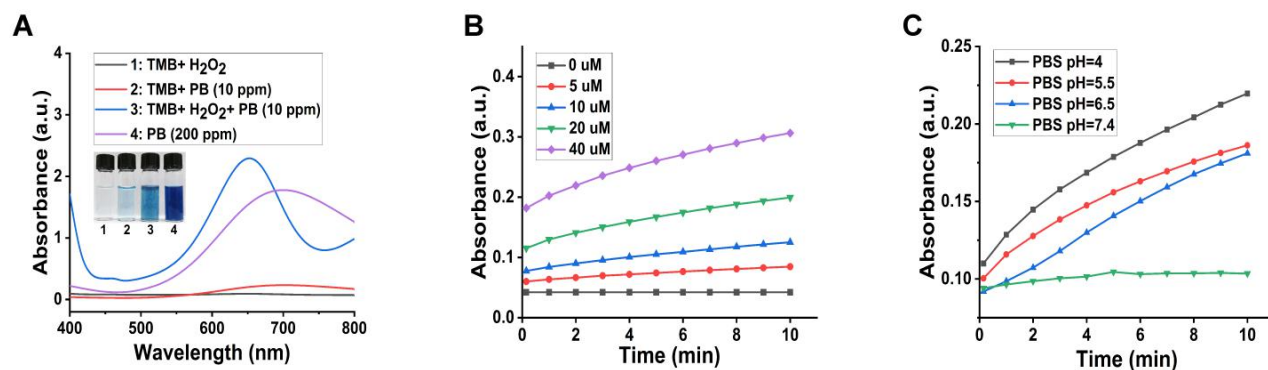 A
Absorbance (a.u.)
4
3
2
1
0
1: TMB+ H₂O₂
2: TMB+ PB (10 ppm)
3: TMB+ H₂O₂+ PB (10 ppm)
4: PB (200 ppm)
1 2 3 4
400 500 600 700 800
Wavelength (nm)
B
Absorbance (a.u.)
0.4
0.3
0.2
0.1
0.0
0 uM
5 uM
10 uM
20 uM
40 uM
0 2 4 6 8 10
Time (min)
C
Absorbance (a.u.)
0.25
0.20
0.15
0.10
PBS pH=4
PBS pH=5.5
PBS pH=6.5
PBS pH=7.4
0 2 4 6 8 10
Time (min)